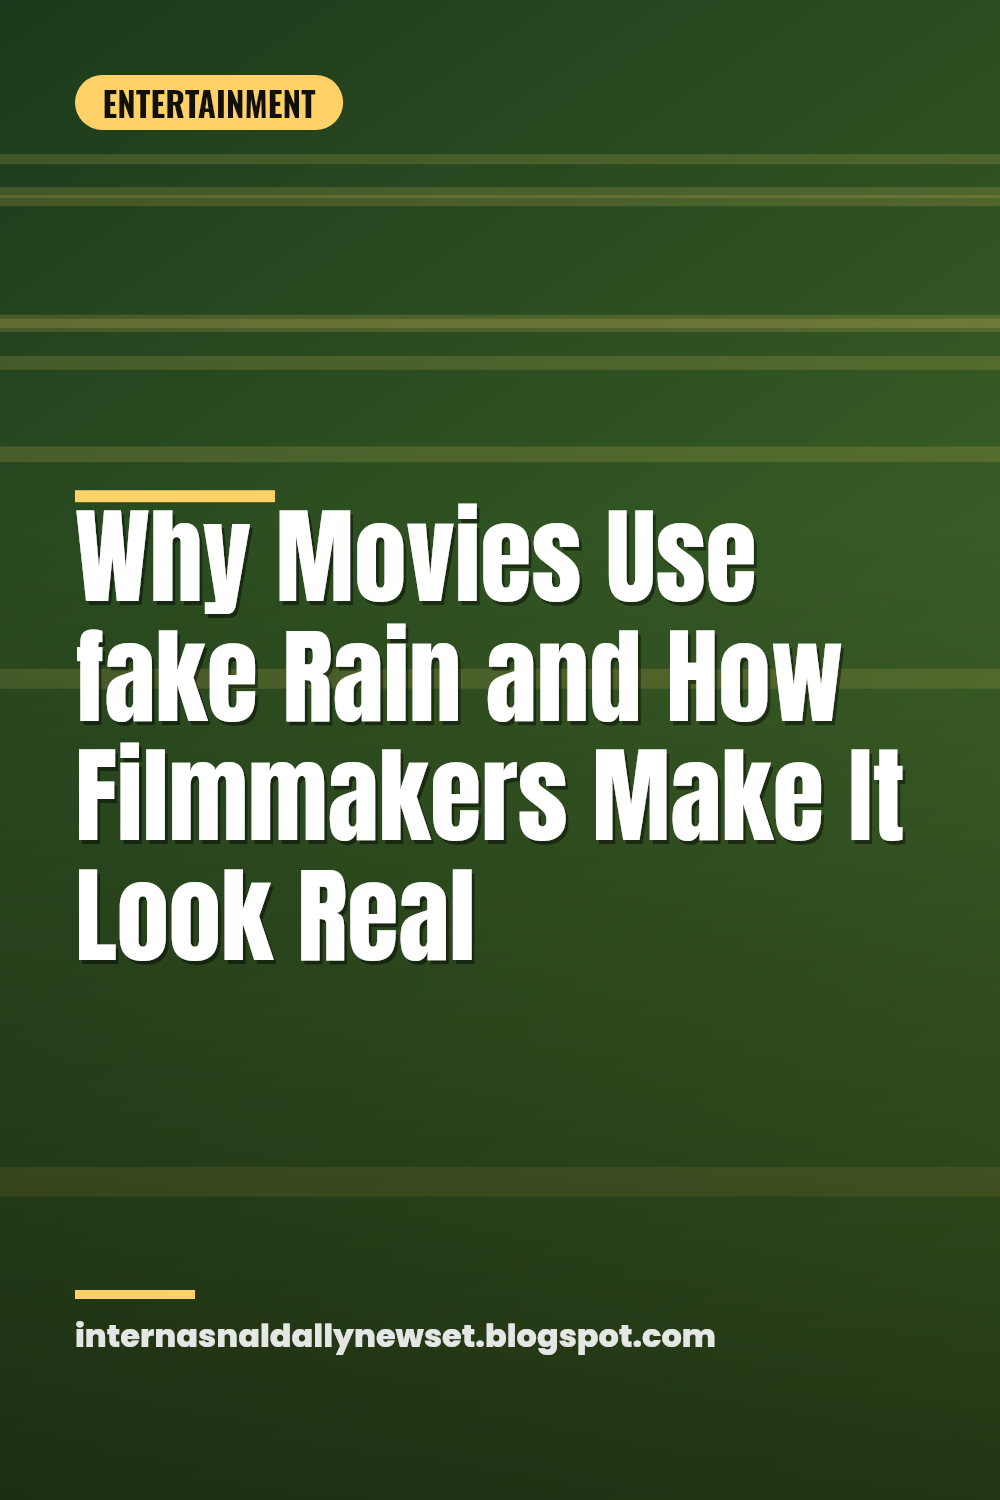 ENTERTAINMENT
Why Movies Use
fake Rain and How
Filmmakers Make It
Look Real
internasnaldallynewset.blogspot.com